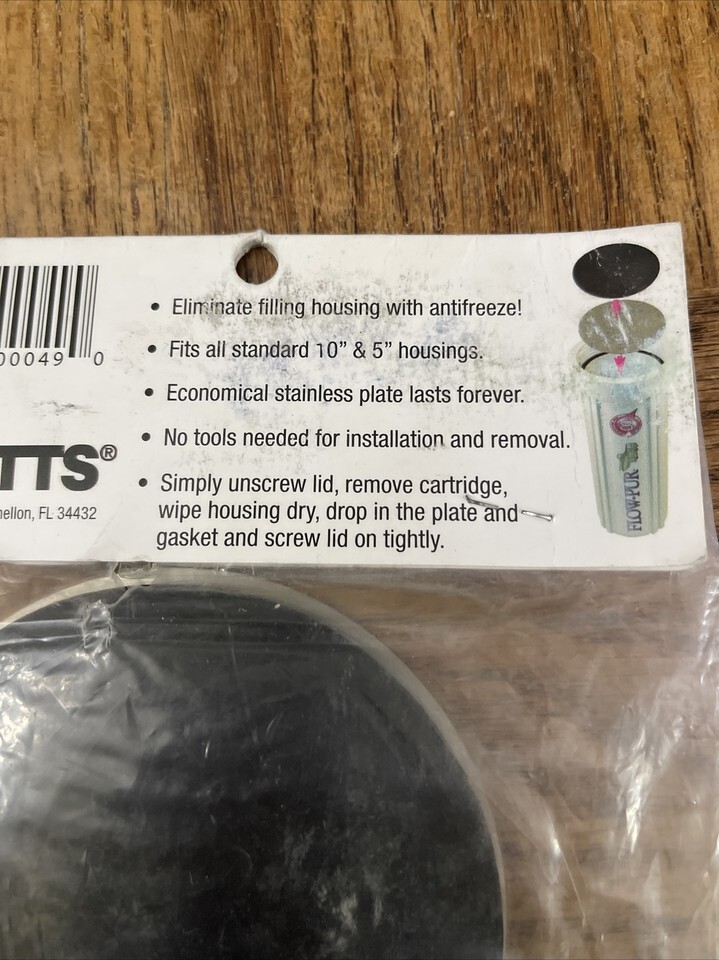 • Eliminate filling housing with antifreeze!
• Fits all standard 10” & 5” housings.
• Economical stainless plate lasts forever.
• No tools needed for installation and removal.
• Simply unscrew lid, remove cartridge,
wipe housing dry, drop in the plate and
gasket and screw lid on tightly.
00049 0
TTS®
nellon, FL 34432
FLOW-PUR